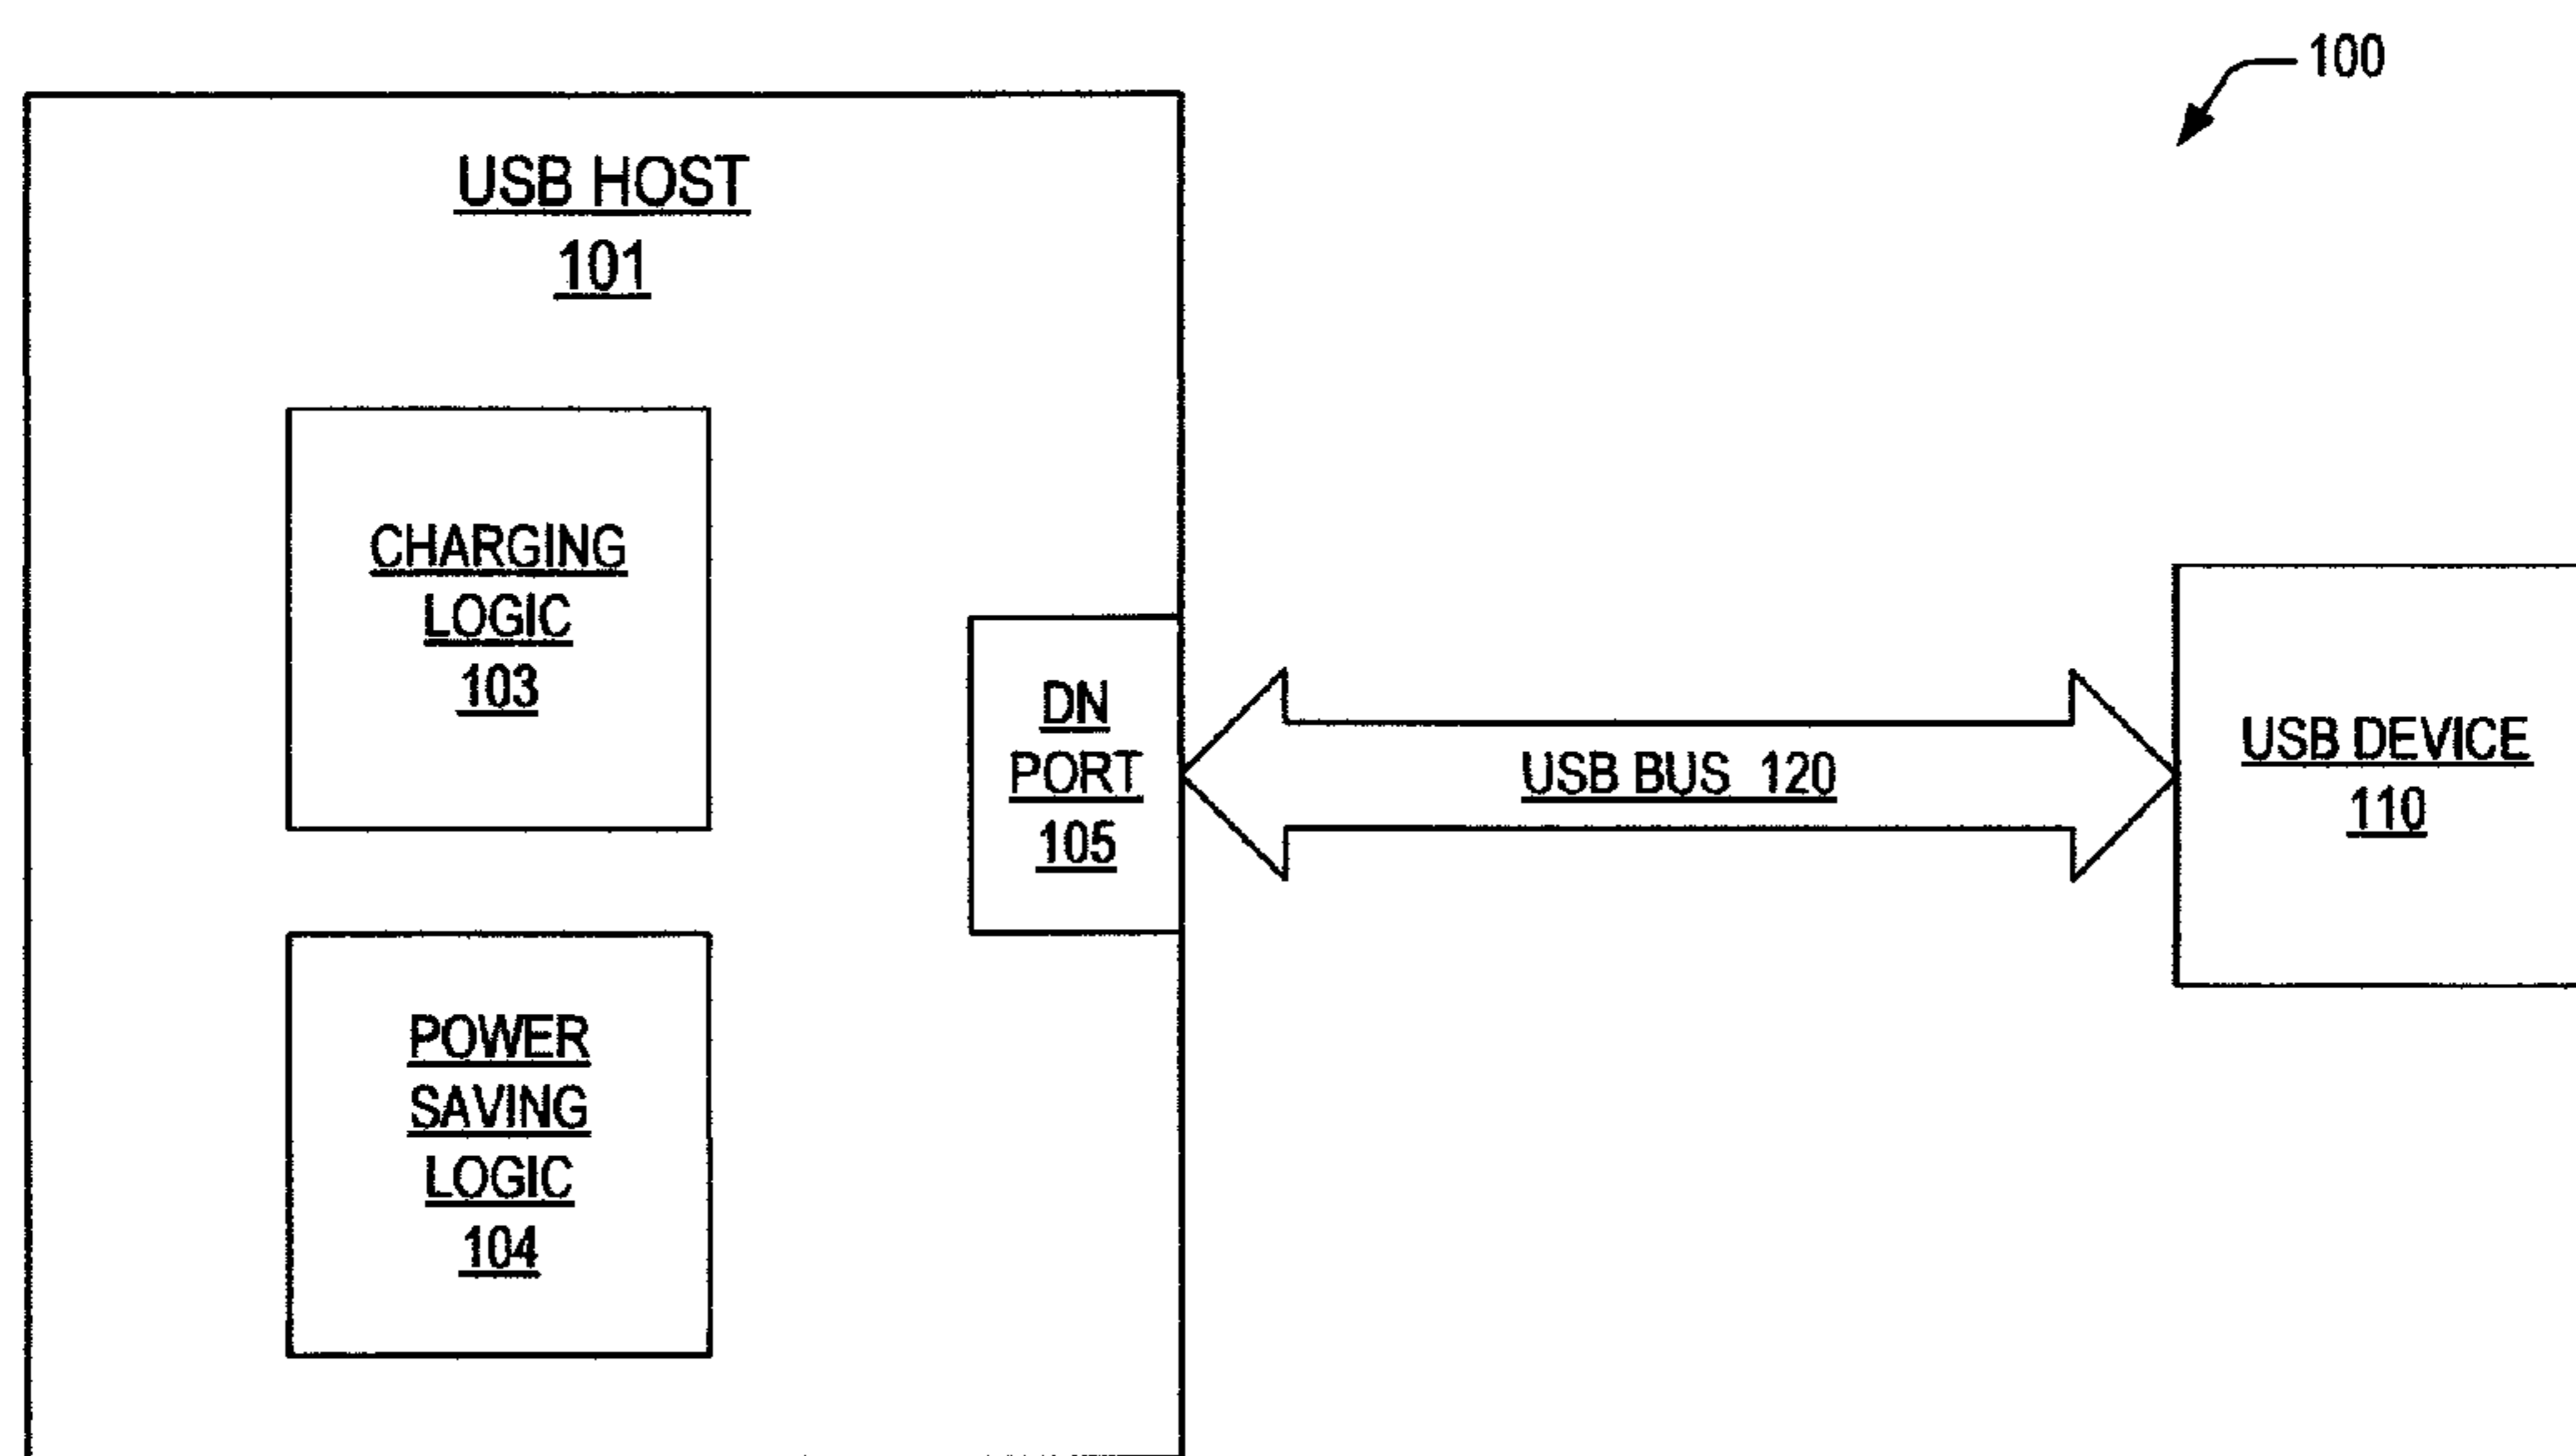 100
USB HOST
101
CHARGING
LOGIC
103
DN
PORT
105
USB BUS 120
USB DEVICE
110
POWER
SAVING
LOGIC
104